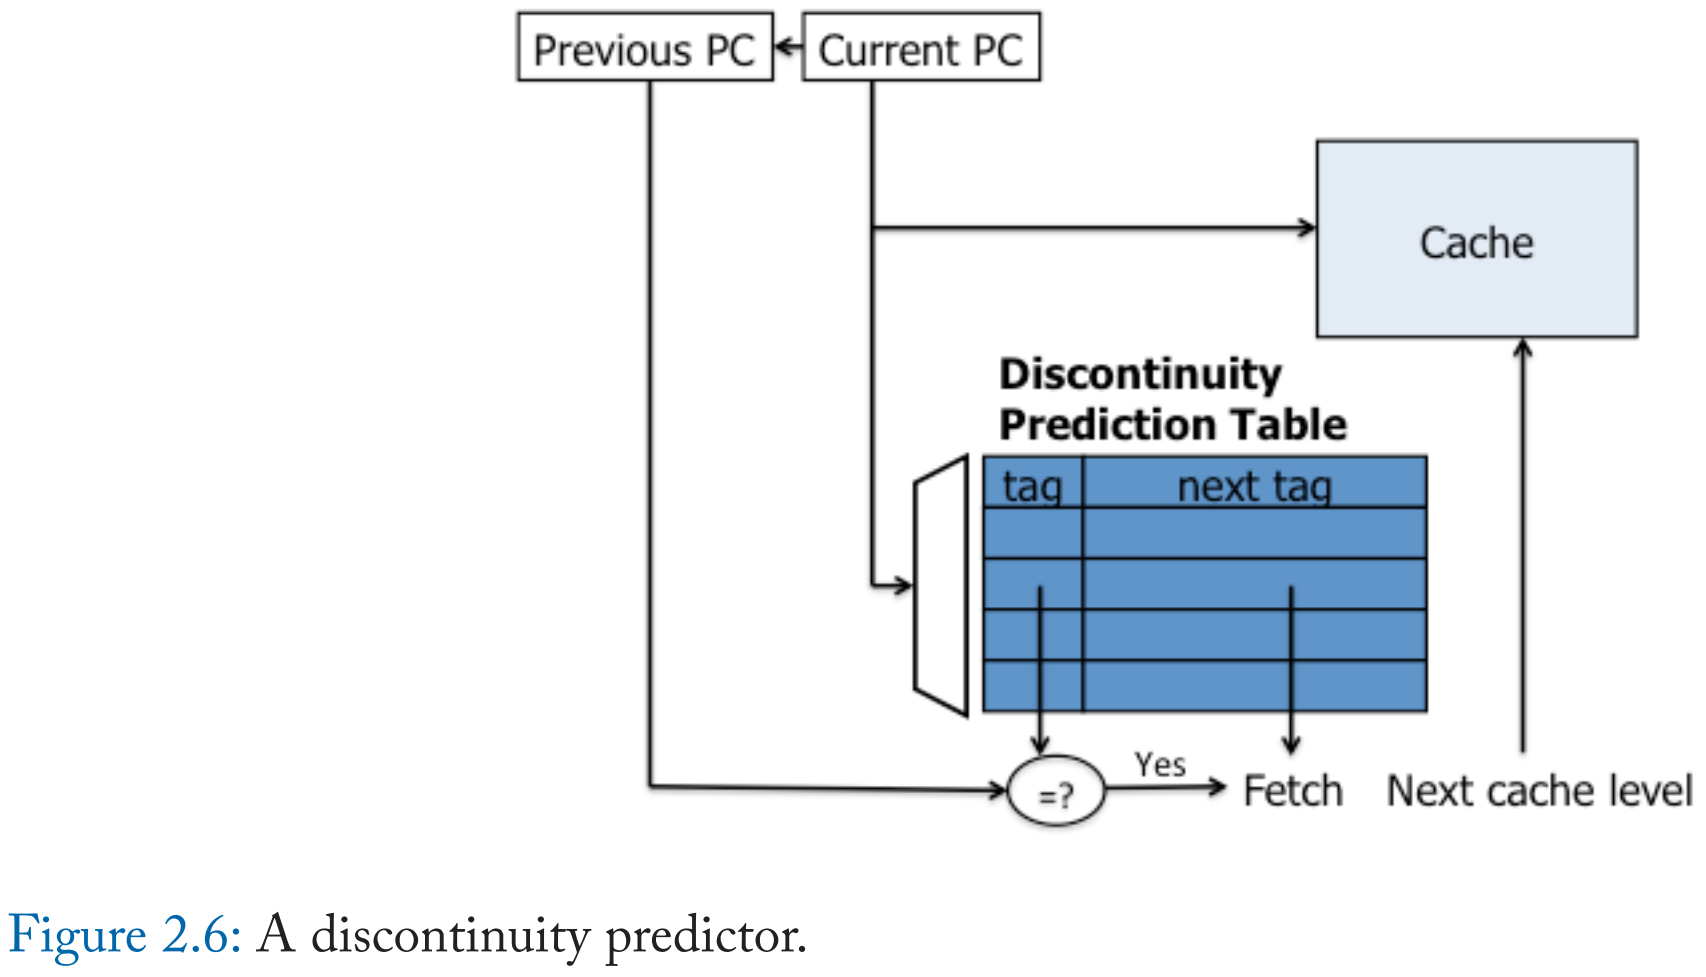 Previous PC
Current PC
Cache
Discontinuity
Prediction Table
tag
next tag
=?
Yes
Fetch
Next cache level
Figure 2.6: A discontinuity predictor.